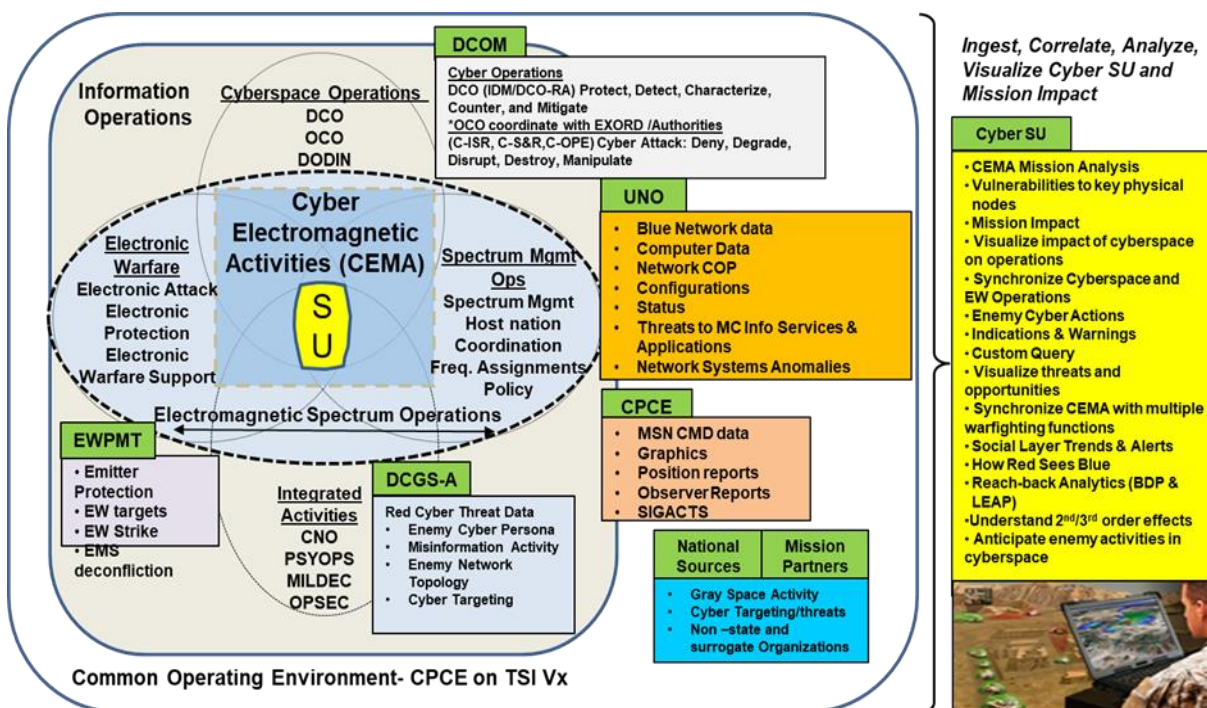 Information
Operations
Cyberspace Operations
DCO
OCO
DODIN
DCOM
Cyber Operations
DCO (IDM/DCO-RA) Protect, Detect, Characterize,
Counter, and Mitigate
*OCO coordinate with EXORD /Authorities
(C-ISR, C-S&R,C-OPE) Cyber Attack: Deny, Degrade,
Disrupt, Destroy, Manipulate
Cyber
Electromagnetic
Activities (CEMA)
S
U
Electronic
Warfare
Electronic Attack
Electronic
Protection
Electronic
Warfare Support
Spectrum Mgmt
Ops
Spectrum Mgmt
Host nation
Coordination
Freq. Assignments
Policy
Electromagnetic Spectrum Operations
UNO
• Blue Network data
• Computer Data
• Network COP
• Configurations
• Status
• Threats to MC Info Services &
Applications
• Network Systems Anomalies
EWPMT
• Emitter
Protection
• EW targets
• EW Strike
• EMS
deconfliction
Integrated
Activities
CNO
PSYOPS
MILDEC
OPSEC
DCGS-A
Red Cyber Threat Data
• Enemy Cyber Persona
• Misinformation Activity
• Enemy Network
Topology
• Cyber Targeting
CPCE
• MSN CMD data
• Graphics
• Position reports
• Observer Reports
• SIGACTS
National
Sources
Mission
Partners
• Gray Space Activity
• Cyber Targeting/threats
• Non –state and
surrogate Organizations
Common Operating Environment- CPCE on TSI Vx
Ingest, Correlate, Analyze,
Visualize Cyber SU and
Mission Impact
Cyber SU
• CEMA Mission Analysis
• Vulnerabilities to key physical
nodes
• Mission Impact
• Visualize impact of cyberspace
on operations
• Synchronize Cyberspace and
EW Operations
• Enemy Cyber Actions
• Indications & Warnings
• Custom Query
• Visualize threats and
opportunities
• Synchronize CEMA with multiple
warfighting functions
• Social Layer Trends & Alerts
• How Red Sees Blue
• Reach-back Analytics (BDP &
LEAP)
•Understand 2nd/3rd order effects
• Anticipate enemy activities in
cyberspace